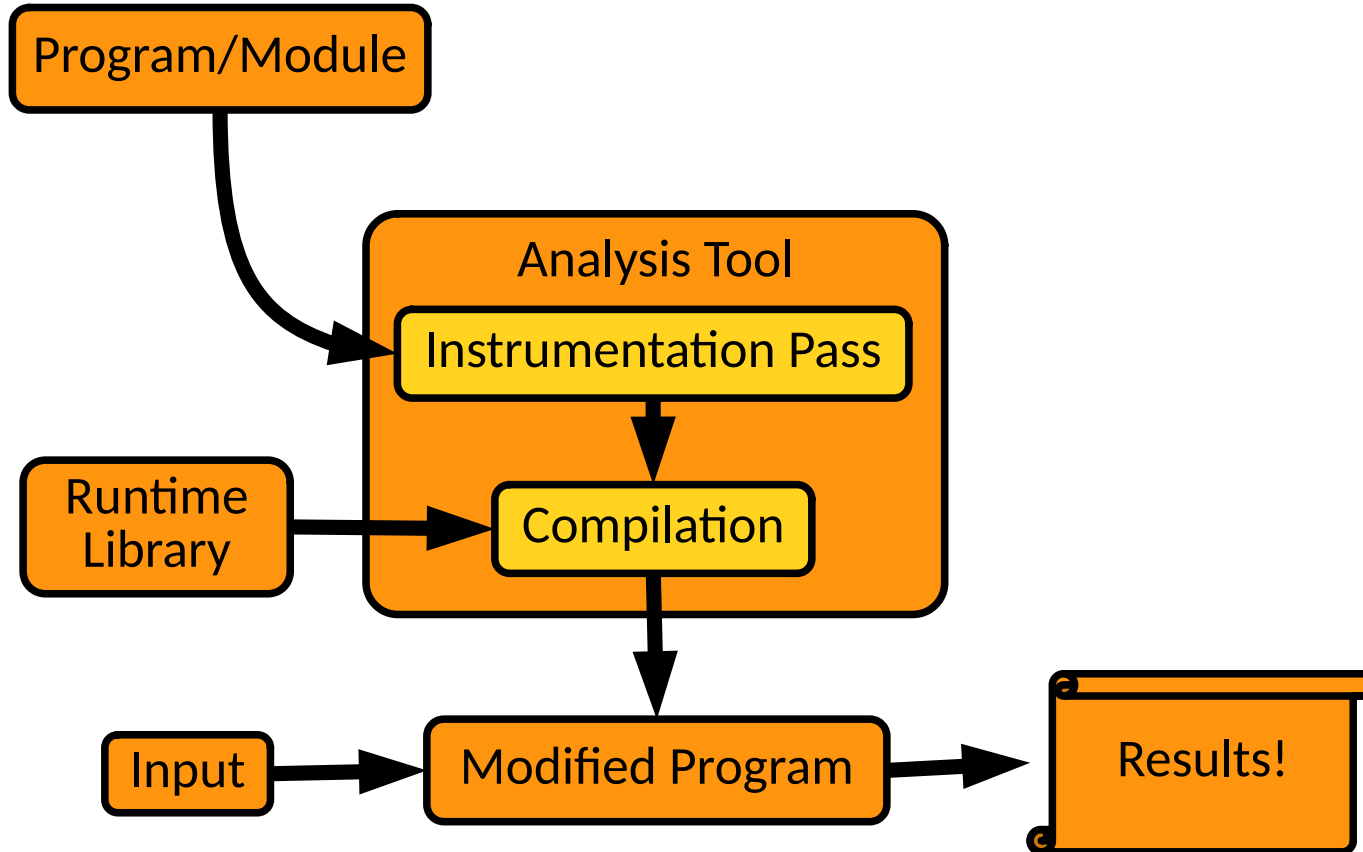 Program/Module
Analysis Tool
Instrumentation Pass
Runtime
Library
Compilation
Input
Modified Program
Results!